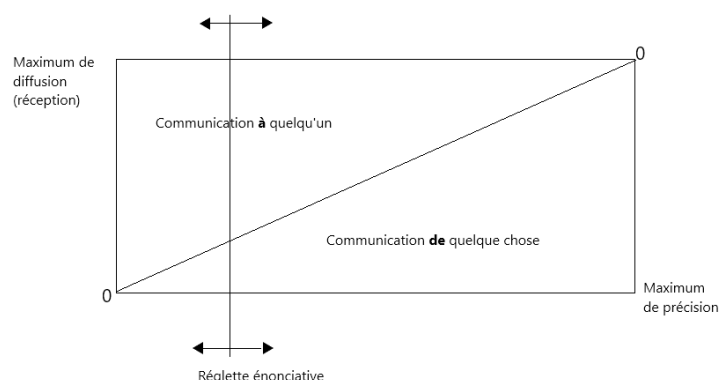 0
Maximum de
diffusion
(réception)
Communication à quelqu'un
Communication de quelque chose
0
Maximum
de précision
Réglette énonciative